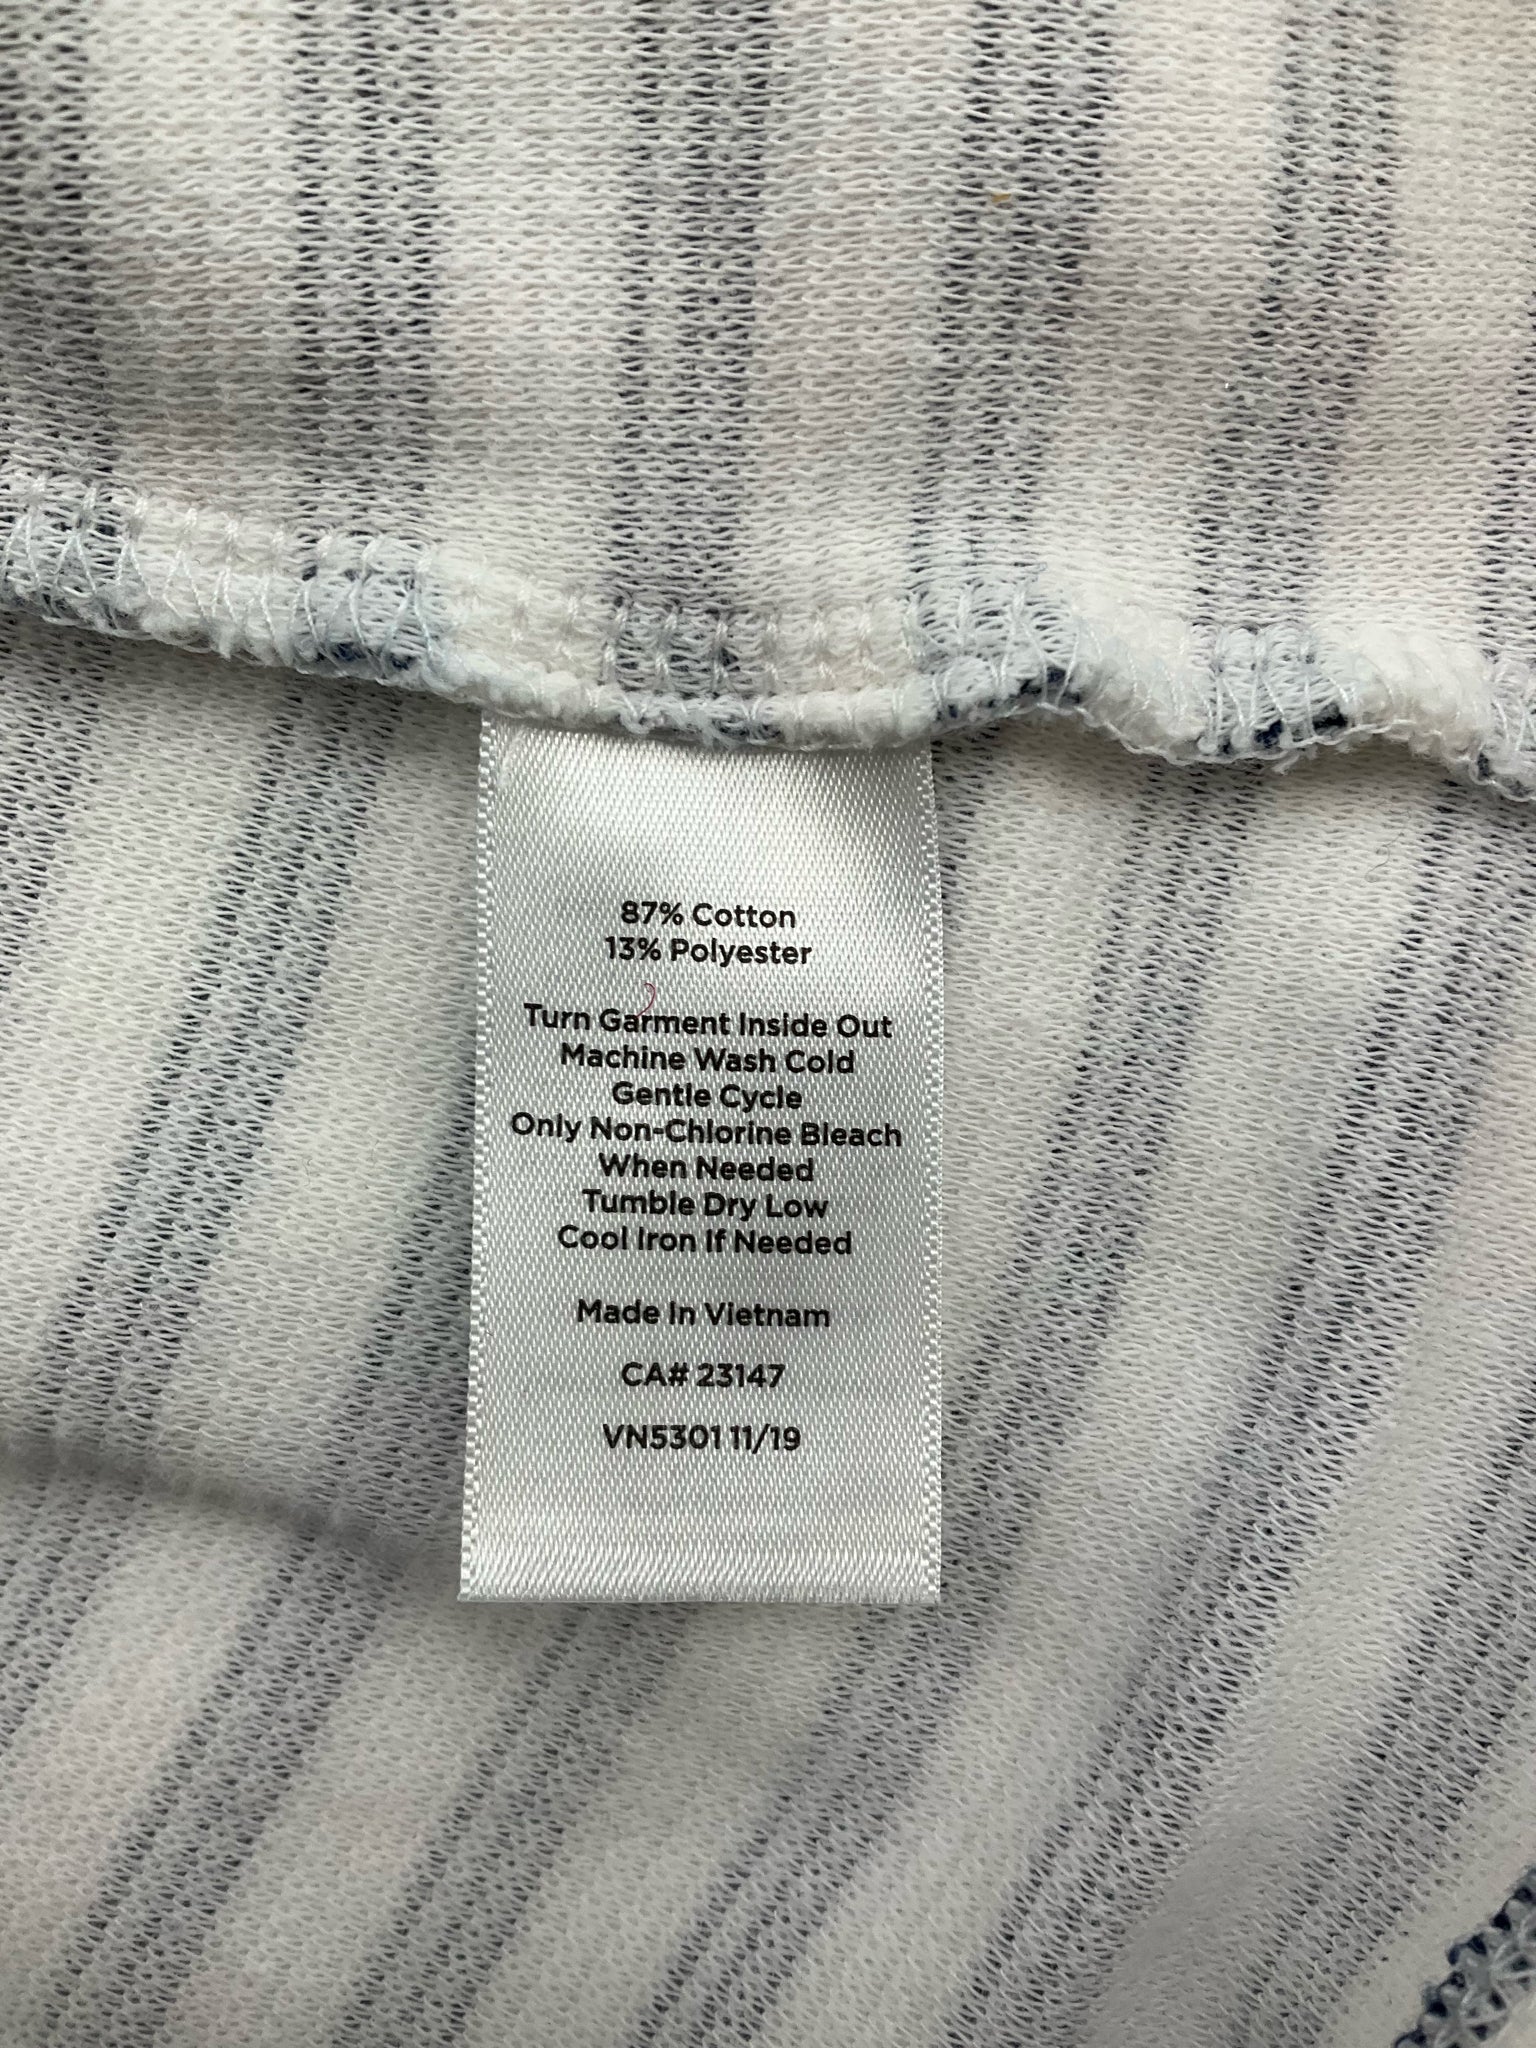 87% Cotton
13% Polyester
Turn Garment Inside Out
Machine Wash Cold
Gentle Cycle
Only Non-Chlorine Bleach
When Needed
Tumble Dry Low
Cool Iron If Needed
Made In Vietnam
CA# 23147
VN5301 11/19